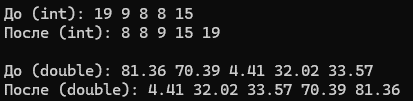 До (int): 19 9 8 8 15
После (int): 8 8 9 15 19
До (double): 81.36 70.39 4.41 32.02 33.57
После (double): 4.41 32.02 33.57 70.39 81.36